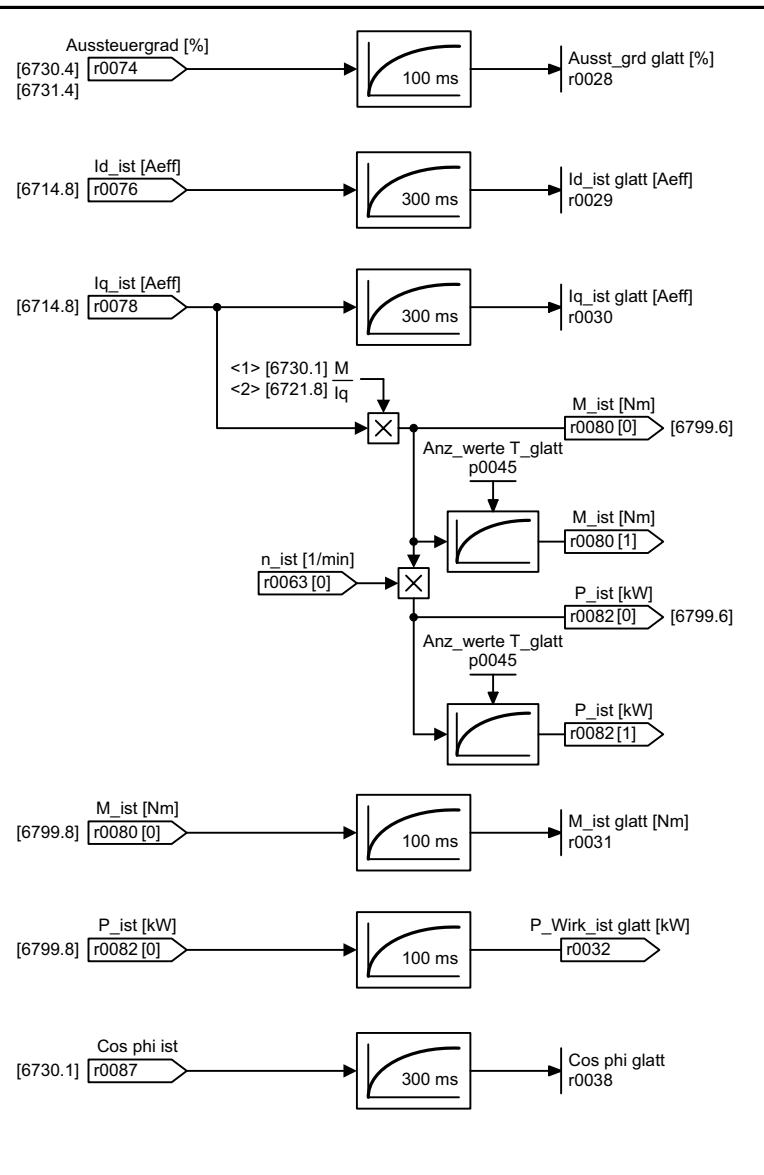 Aussteuergrad [%]
[6730.4] r0074
[6731.4]
100 ms
Ausst_grd glatt [%]
r0028
Id_ist [Aeff]
[6714.8] r0076
300 ms
Id_ist glatt [Aeff]
r0029
Iq_ist [Aeff]
[6714.8] r0078
300 ms
Iq_ist glatt [Aeff]
r0030
<1> [6730.1] M
<2> [6721.8] Iq
M_ist [Nm]
r0080 [0] [6799.6]
Anz_werte T_glatt
p0045
M_ist [Nm]
r0080 [1]
n_ist [1/min]
r0063 [0]
P_ist [kW]
r0082 [0] [6799.6]
Anz_werte T_glatt
p0045
P_ist [kW]
r0082 [1]
M_ist [Nm]
[6799.8] r0080 [0]
100 ms
M_ist glatt [Nm]
r0031
P_ist [kW]
[6799.8] r0082 [0]
100 ms
P_Wirk_ist glatt [kW]
r0032
Cos phi ist
[6730.1] r0087
300 ms
Cos phi glatt
r0038